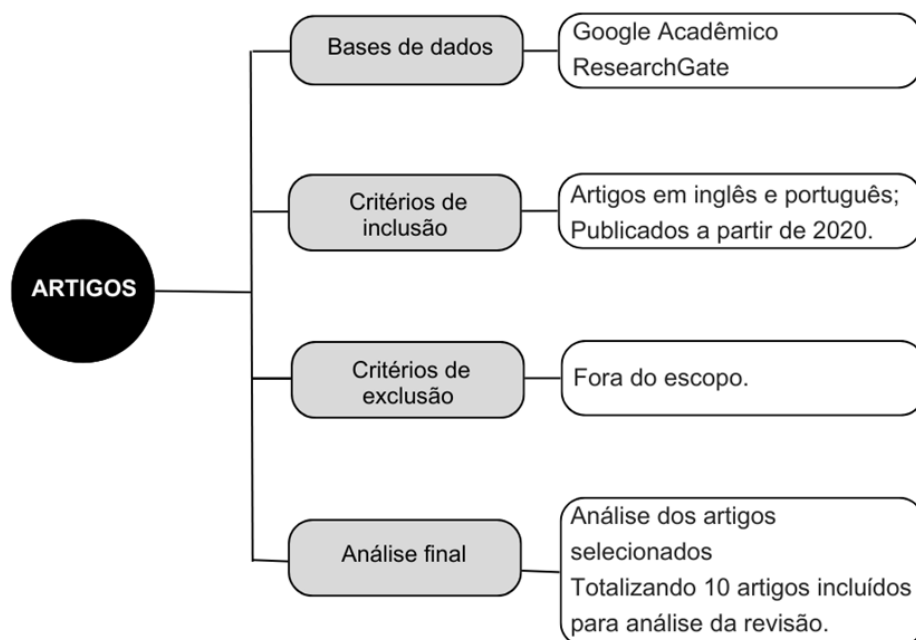 ARTIGOS
Bases de dados
Google Acadêmico
ResearchGate
Critérios de
inclusão
Artigos em inglês e português;
Publicados a partir de 2020.
Critérios de
exclusão
Fora do escopo.
Análise final
Análise dos artigos
selecionados
Totalizando 10 artigos incluídos
para análise da revisão.